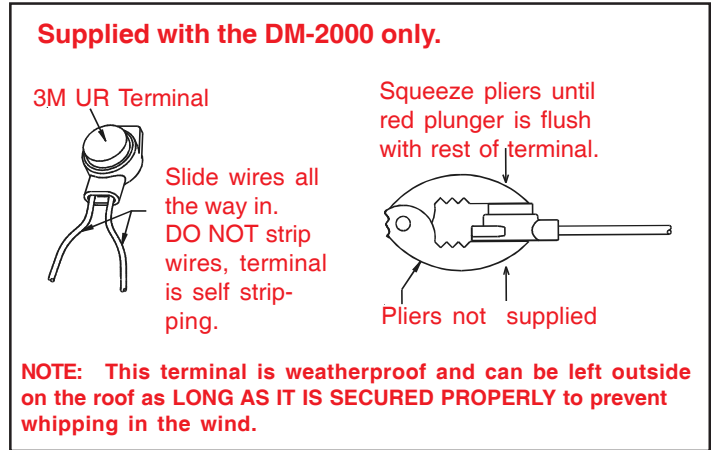 Supplied with the DM-2000 only.
3M UR Terminal
Slide wires all
the way in.
DO NOT strip
wires, terminal
is self strip-
ping.
Squeeze pliers until
red plunger is flush
with rest of terminal.
Pliers not supplied
NOTE: This terminal is weatherproof and can be left outside
on the roof as LONG AS IT IS SECURED PROPERLY to prevent
whipping in the wind.